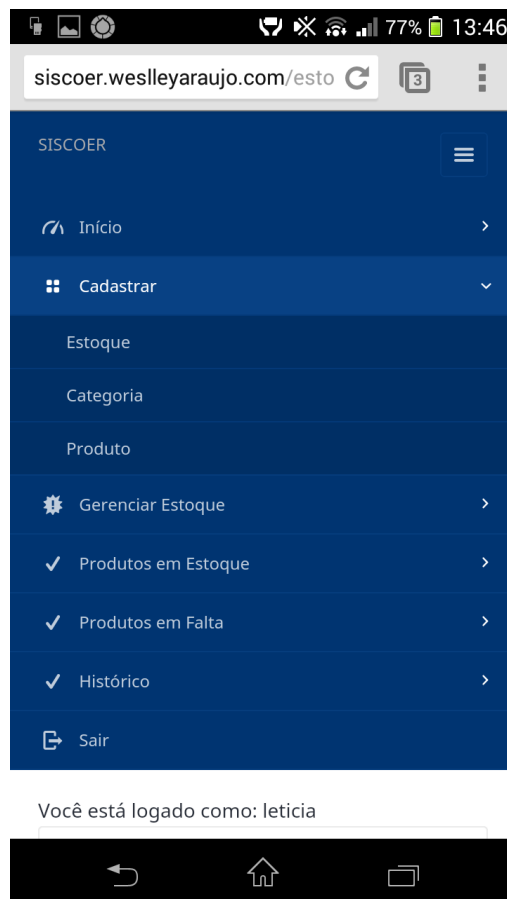 77% 13:46
siscoer.weslleyaraujo.com/esto
3
SISCOER
Início
Cadastrar
Estoque
Categoria
Produto
Gerenciar Estoque
Produtos em Estoque
Produtos em Falta
Histórico
Sair
Você está logado como: leticia